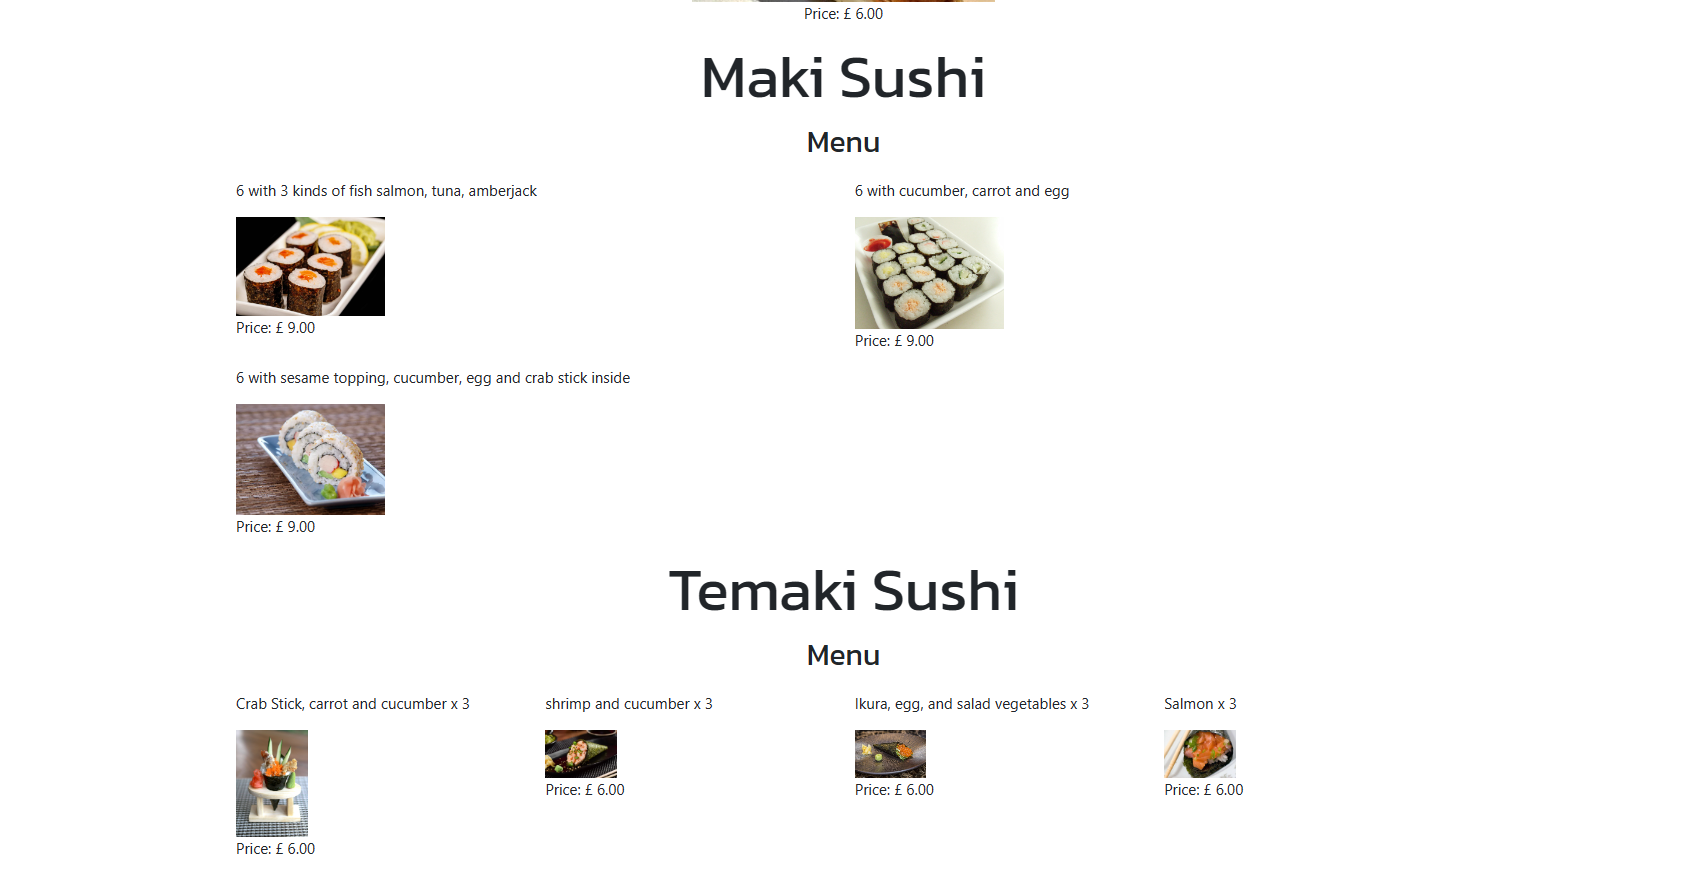 Price: £ 6.00
Maki Sushi
Menu
6 with 3 kinds of fish salmon, tuna, amberjack
Price: £ 9.00
6 with cucumber, carrot and egg
Price: £ 9.00
6 with sesame topping, cucumber, egg and crab stick inside
Price: £ 9.00
Temaki Sushi
Menu
Crab Stick, carrot and cucumber x 3
Price: £ 6.00
shrimp and cucumber x 3
Price: £ 6.00
Ikura, egg, and salad vegetables x 3
Price: £ 6.00
Salmon x 3
Price: £ 6.00